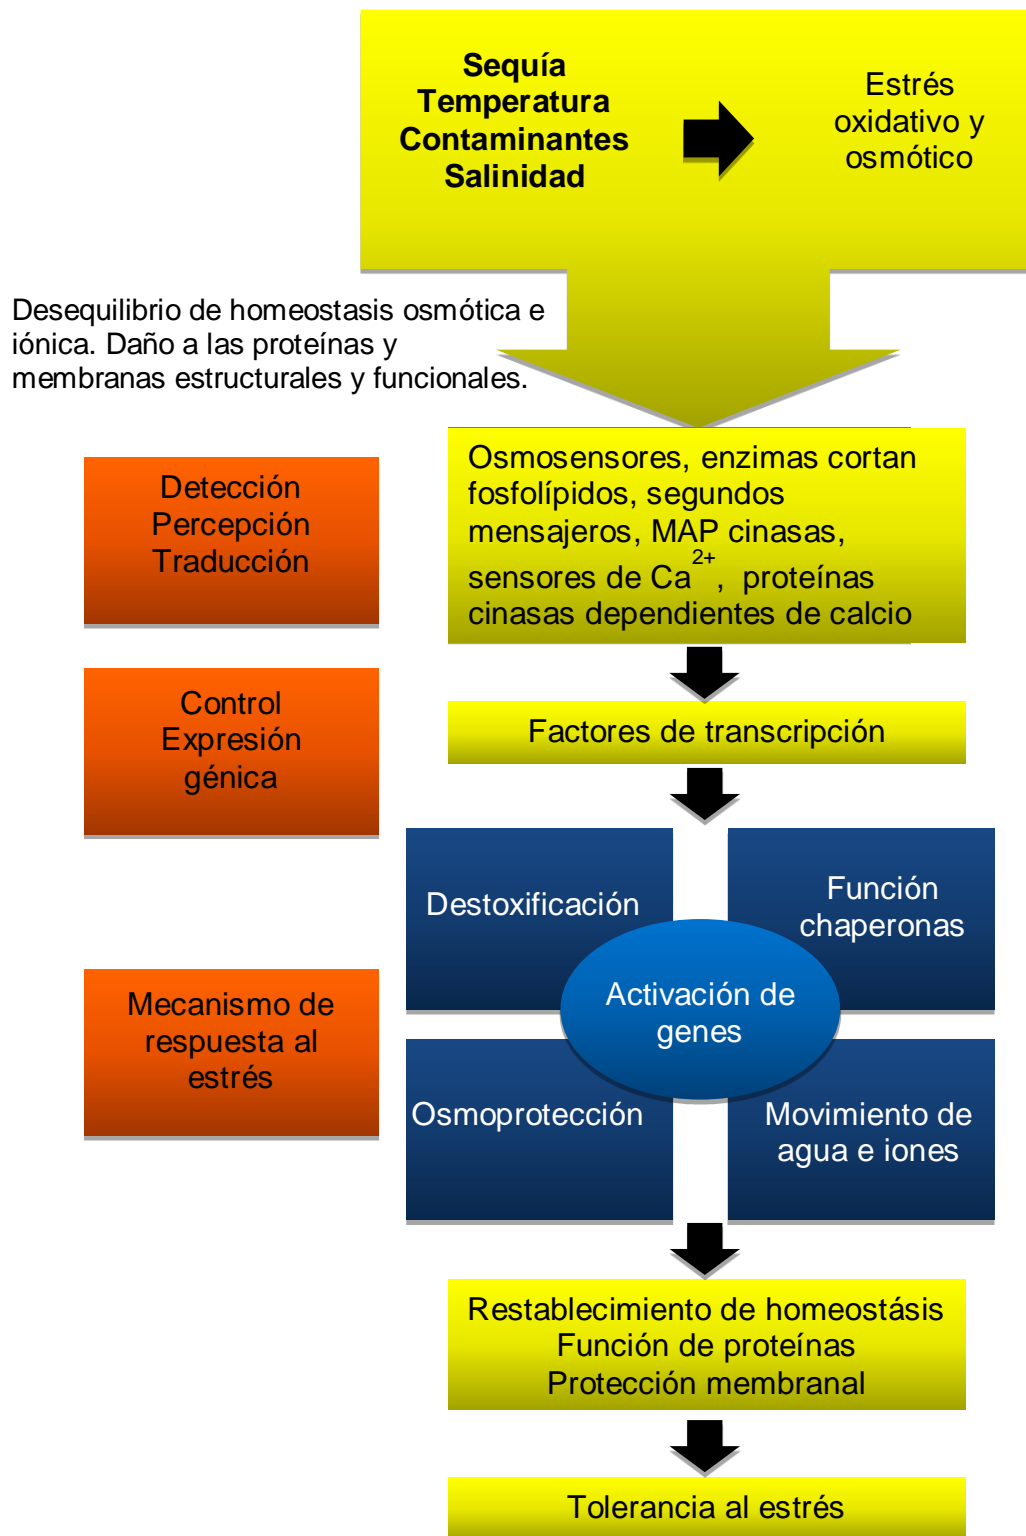 Sequía
Temperatura
Contaminantes
Salinidad
Estrés
oxidativo y
osmótico
Desequilibrio de homeostasis osmótica e
iónica. Daño a las proteínas y
membranas estructurales y funcionales.
Detección
Percepción
Traducción
Osmosensores, enzimas cortan
fosfolípidos, segundos
mensajeros, MAP cinasas,
sensores de Ca²⁺, proteínas
cinasas dependientes de calcio
Control
Expresión
génica
Factores de transcripción
Destoxificación
Función
chaperonas
Activación de
genes
Mecanismo de
respuesta al
estrés
Osmoprotección
Movimiento de
agua e iones
Restablecimiento de homeostásis
Función de proteínas
Protección membranal
Tolerancia al estrés